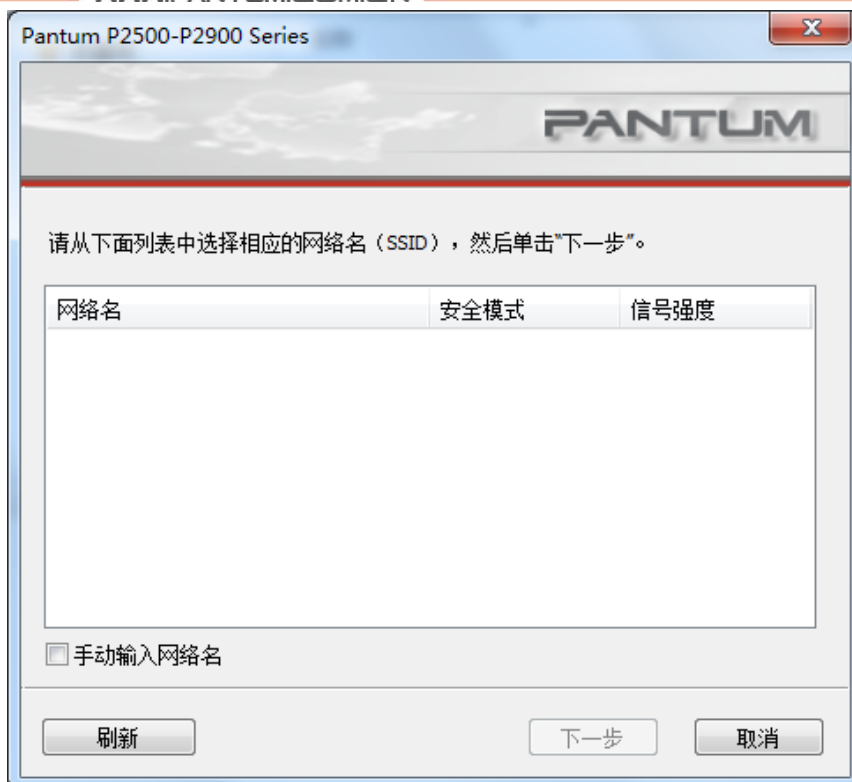 Pantum P2500-P2900 Series
PANTUM
请从下面列表中选择相应的网络名（SSID），然后单击"下一步"。
网络名 安全模式 信号强度
手动输入网络名
刷新 下一步 取消